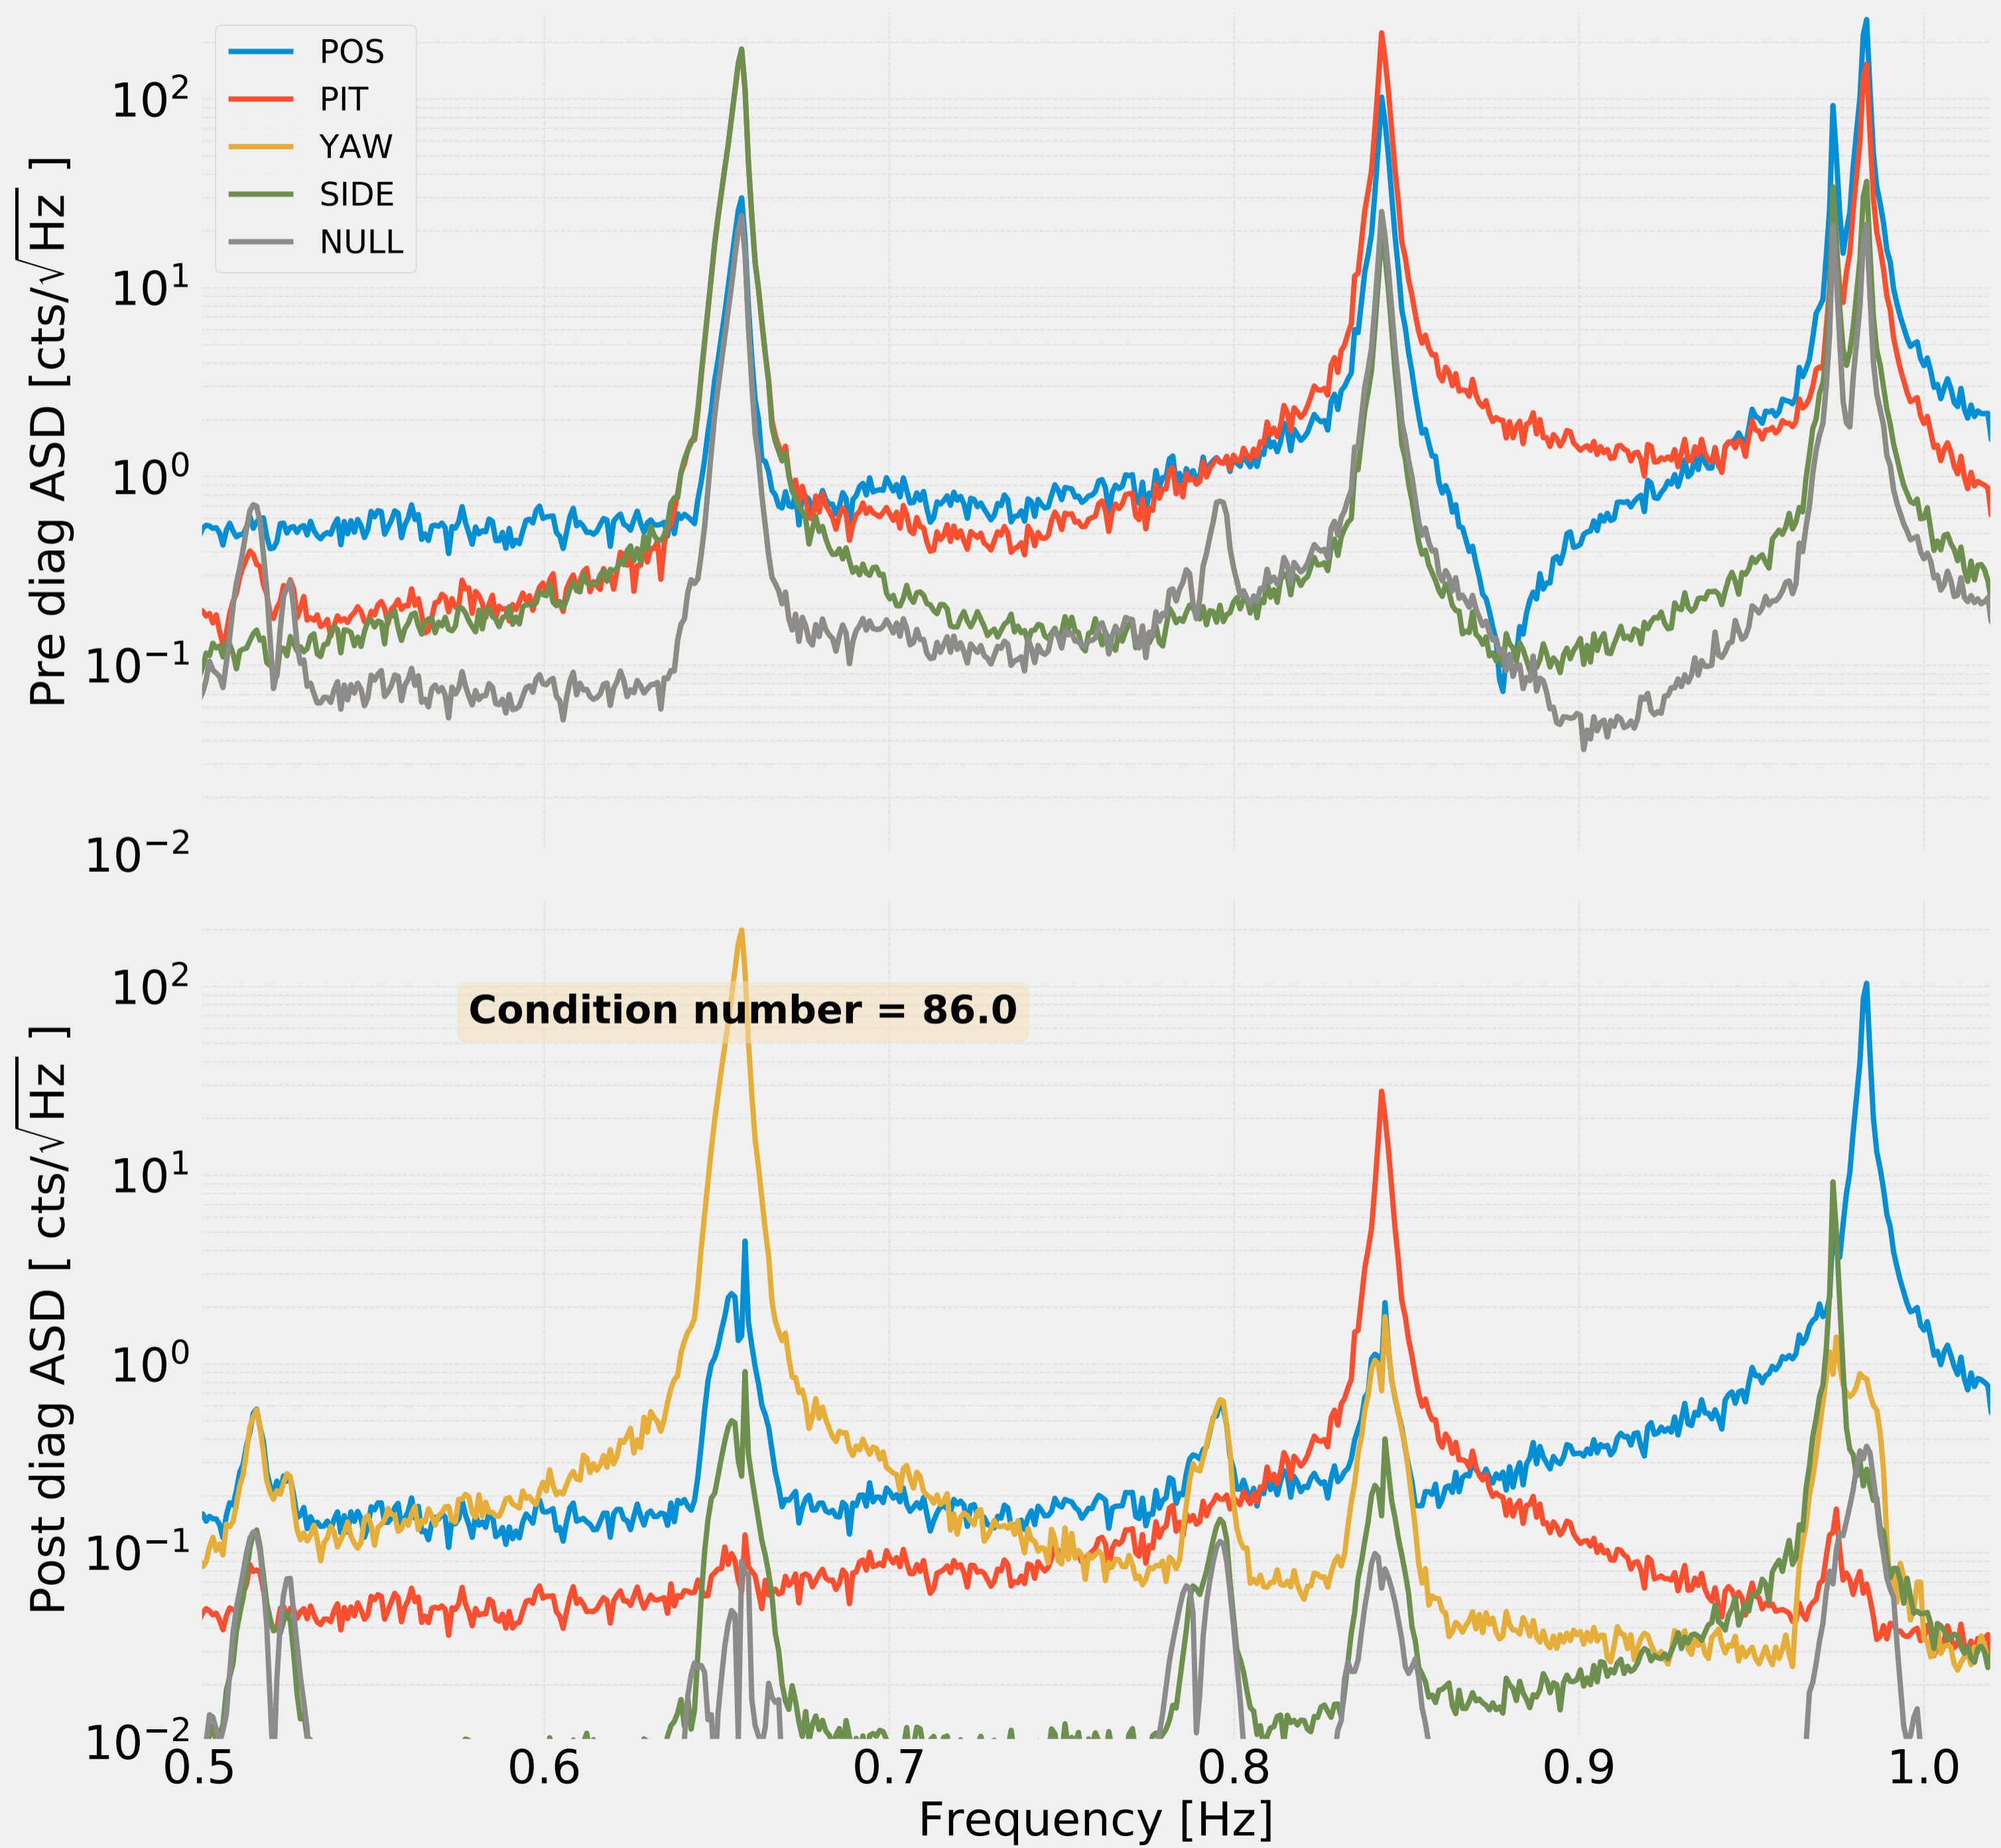 POS
PIT
YAW
SIDE
NULL
Pre diag ASD [cts/√Hz ]
10²
10¹
10⁰
10⁻¹
10⁻²
Condition number = 86.0
Post diag ASD [ cts/√Hz ]
10²
10¹
10⁰
10⁻¹
10⁻²
0.5 0.6 0.7 0.8 0.9 1.0
Frequency [Hz]